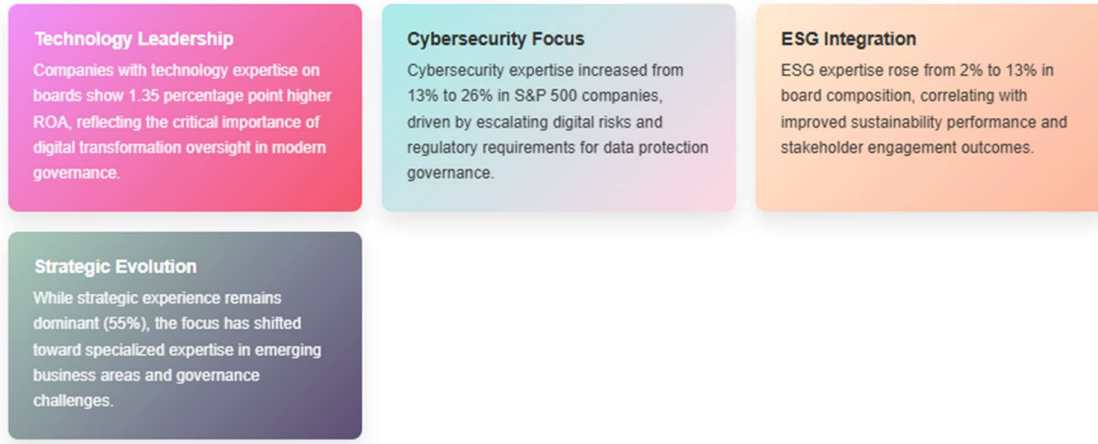 Technology Leadership
Companies with technology expertise on
boards show 1.35 percentage point higher
ROA, reflecting the critical importance of
digital transformation oversight in modern
governance.
Cybersecurity Focus
Cybersecurity expertise increased from
13% to 26% in S&P 500 companies,
driven by escalating digital risks and
regulatory requirements for data protection
governance.
ESG Integration
ESG expertise rose from 2% to 13% in
board composition, correlating with
improved sustainability performance and
stakeholder engagement outcomes.
Strategic Evolution
While strategic experience remains
dominant (55%), the focus has shifted
toward specialized expertise in emerging
business areas and governance
challenges.